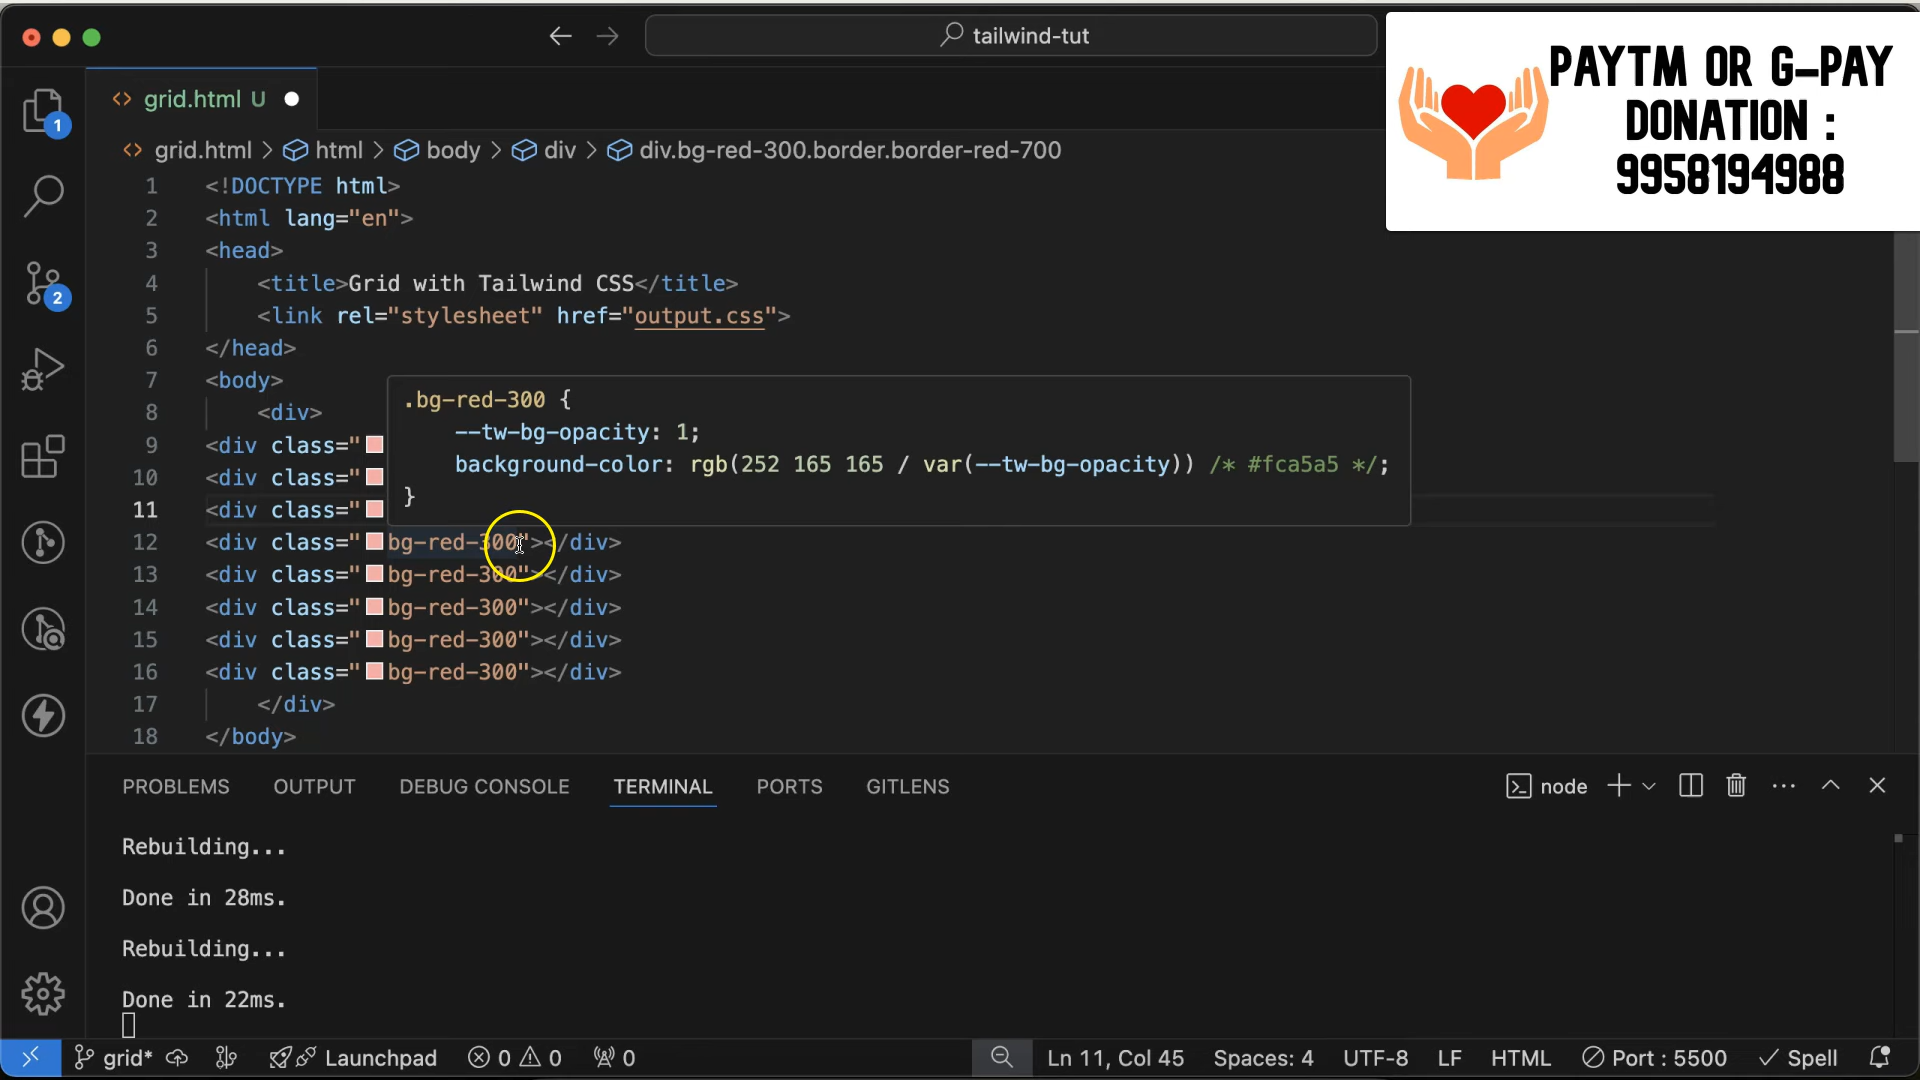 tailwind-tut
PAYTM OR G-PAY
DONATION :
9958194988
1
grid.html U
grid.html > html > body > div > div.bg-red-300.border.border-red-700
1 <!DOCTYPE html>
2 <html lang="en">
3 <head>
4 <title>Grid with Tailwind CSS</title>
5 <link rel="stylesheet" href="output.css">
6 </head>
7 <body>
8 <div>
9 <div class="
10 <div class="
11 <div class="
.bg-red-300 {
--tw-bg-opacity: 1;
background-color: rgb(252 165 165 / var(--tw-bg-opacity)) /* #fca5a5 */;
}
12 <div class="bg-red-300"></div>
13 <div class="bg-red-300"></div>
14 <div class="bg-red-300"></div>
15 <div class="bg-red-300"></div>
16 <div class="bg-red-300"></div>
17 </div>
18 </body>
2
PROBLEMS OUTPUT DEBUG CONSOLE TERMINAL PORTS GITLENS node
Rebuilding...
Done in 28ms.
Rebuilding...
Done in 22ms.
grid* Launchpad 0 0 0 Ln 11, Col 45 Spaces: 4 UTF-8 LF HTML Port : 5500 Spell